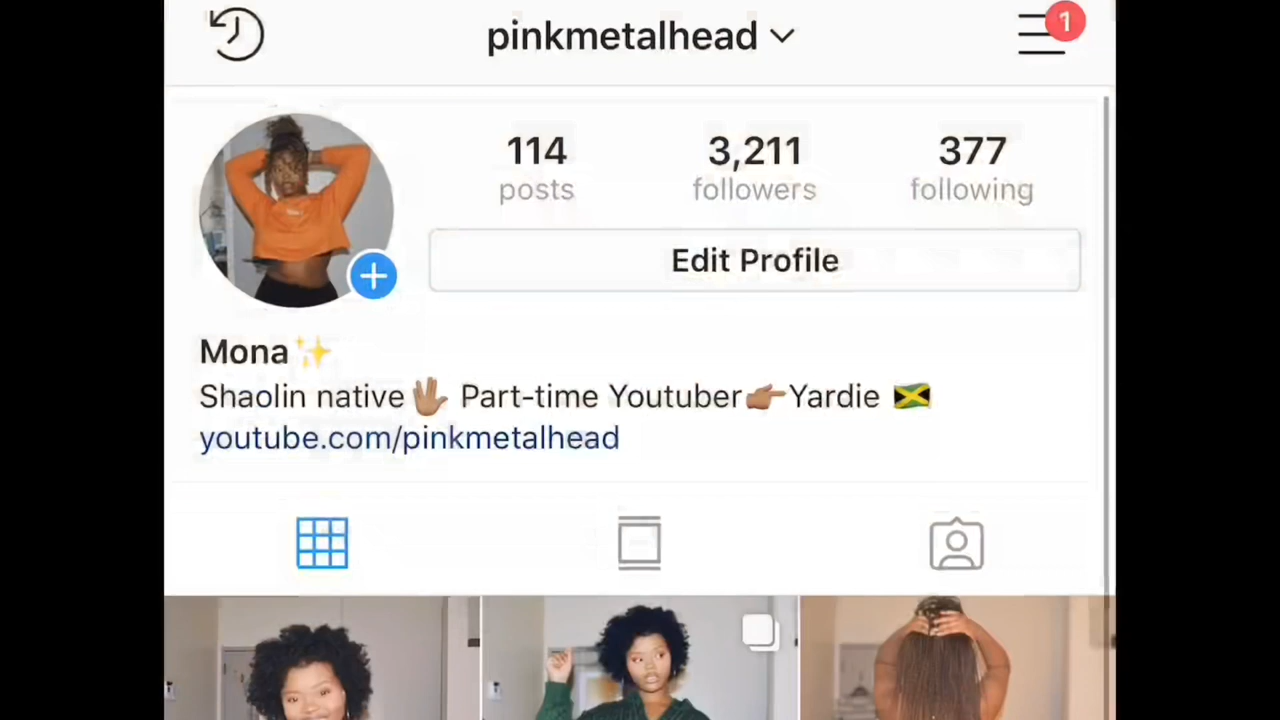 pinkmetalhead
1
114
posts
3,211
followers
377
following
Edit Profile
Mona✨
Shaolin native🖖🏽 Part-time Youtuber👉🏽Yardie 🇯🇲
youtube.com/pinkmetalhead